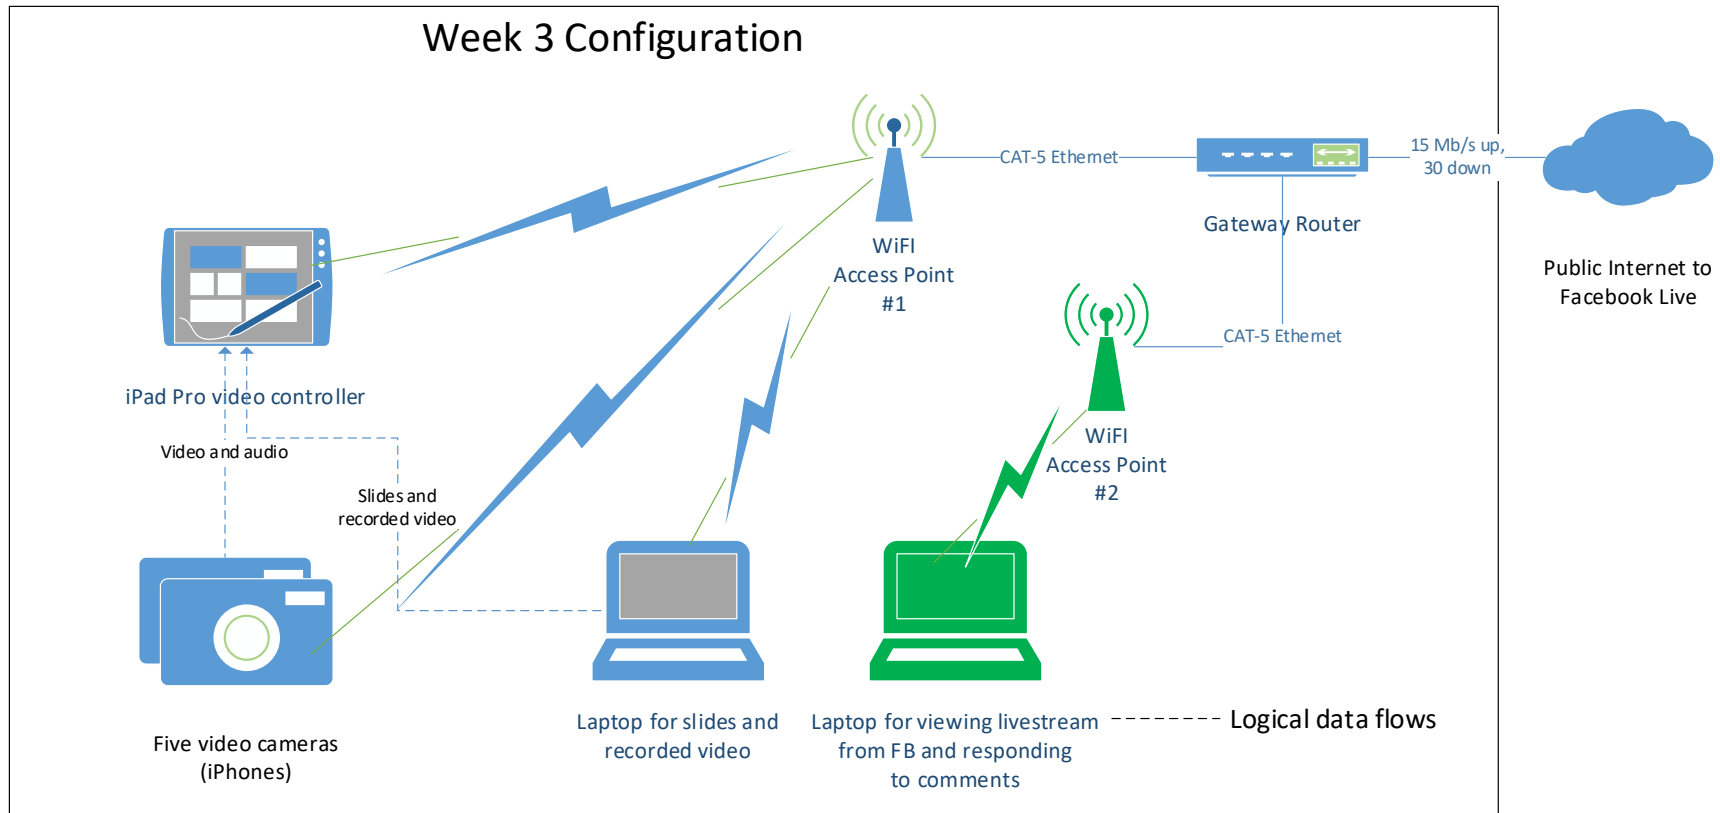 Week 3 Configuration
CAT-5 Ethernet
15 Mb/s up,
30 down
Gateway Router
WiFI
Access Point
#1
Public Internet to
Facebook Live
CAT-5 Ethernet
iPad Pro video controller
Video and audio
WiFI
Access Point
#2
Slides and
recorded video
Five video cameras
(iPhones)
Laptop for slides and
recorded video
Laptop for viewing livestream
from FB and responding
to comments
Logical data flows